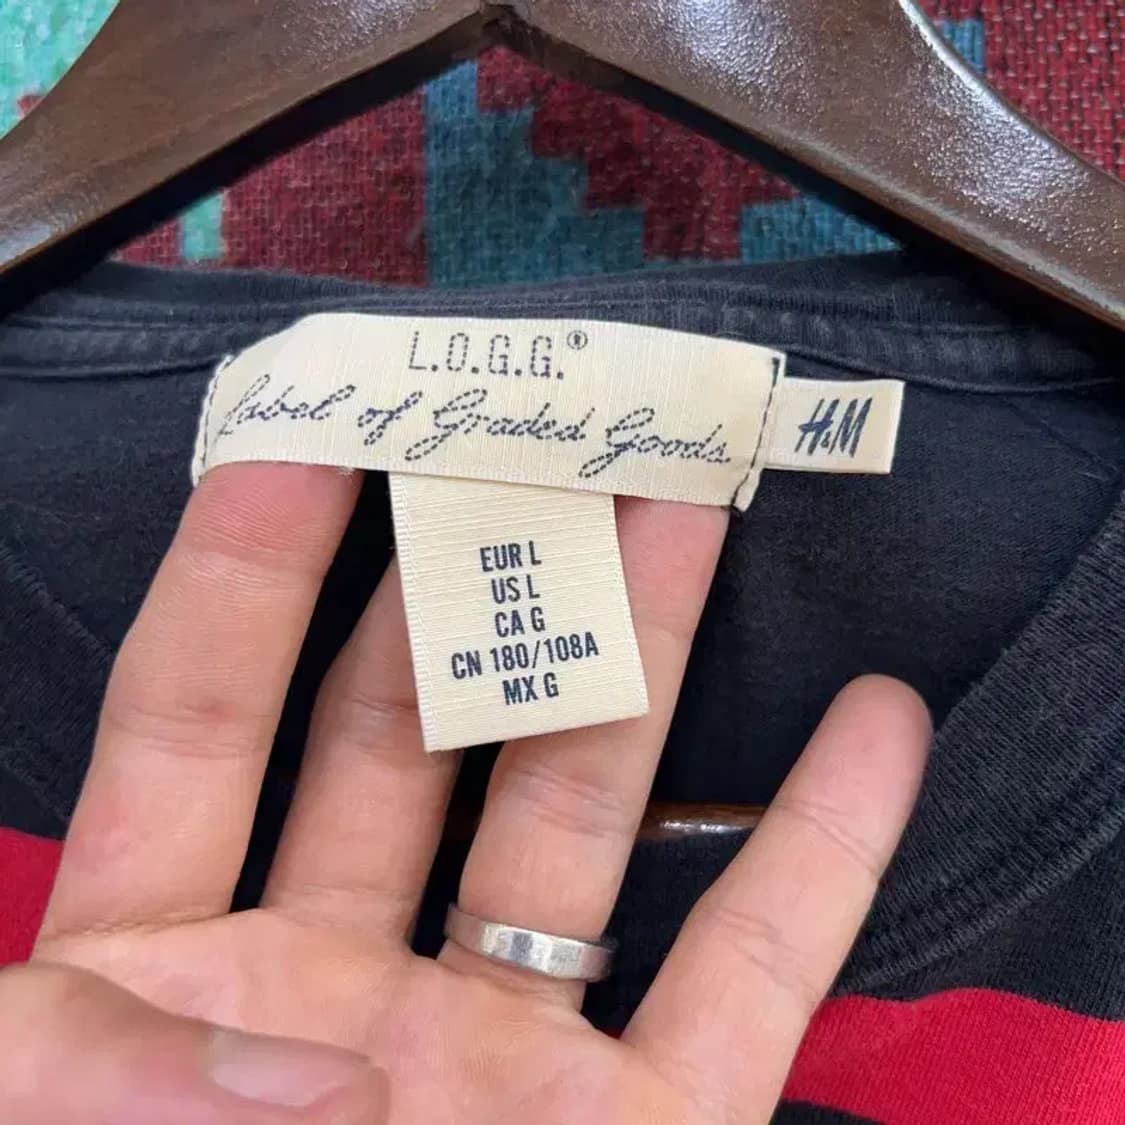 L.O.G.G.®
Label of Graded Goods
H&M
EUR L
US L
CA G
CN 180/108A
MX G